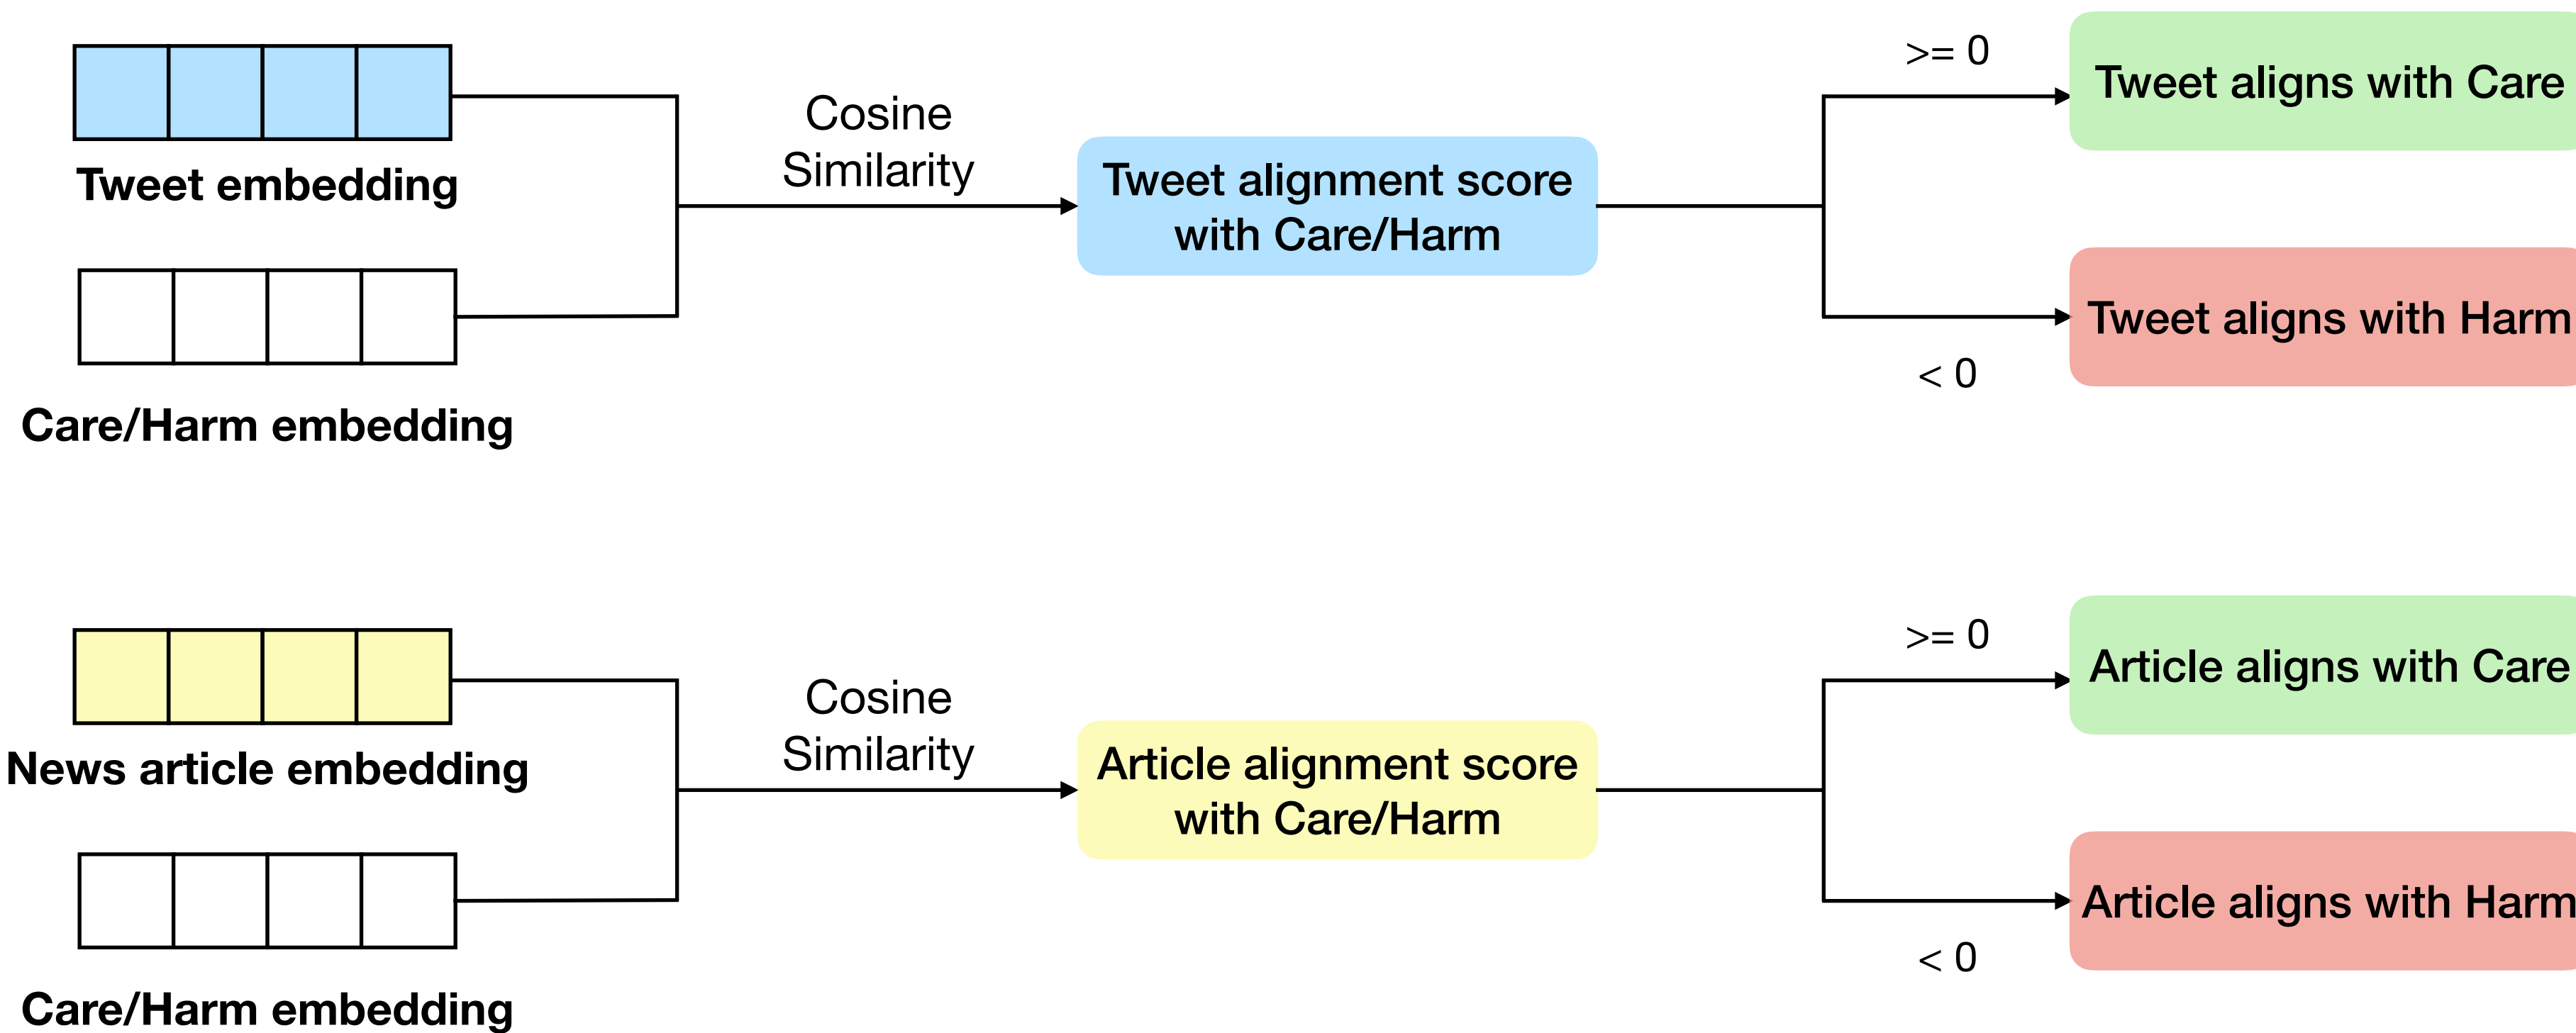 Tweet embedding
Care/Harm embedding
Cosine
Similarity
Tweet alignment score
with Care/Harm
>= 0
Tweet aligns with Care
Tweet aligns with Harm
< 0
News article embedding
Care/Harm embedding
Cosine
Similarity
Article alignment score
with Care/Harm
>= 0
Article aligns with Care
Article aligns with Harm
< 0